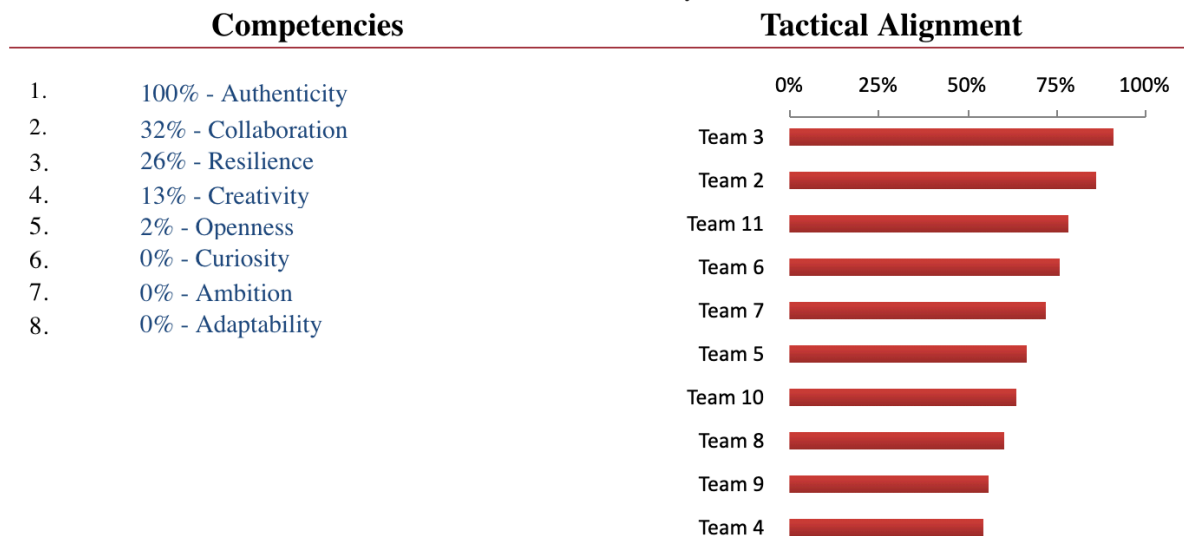 Competencies
1. 100% - Authenticity
2. 32% - Collaboration
3. 26% - Resilience
4. 13% - Creativity
5. 2% - Openness
6. 0% - Curiosity
7. 0% - Ambition
8. 0% - Adaptability
Tactical Alignment
0% 25% 50% 75% 100%
Team 3
Team 2
Team 11
Team 6
Team 7
Team 5
Team 10
Team 8
Team 9
Team 4